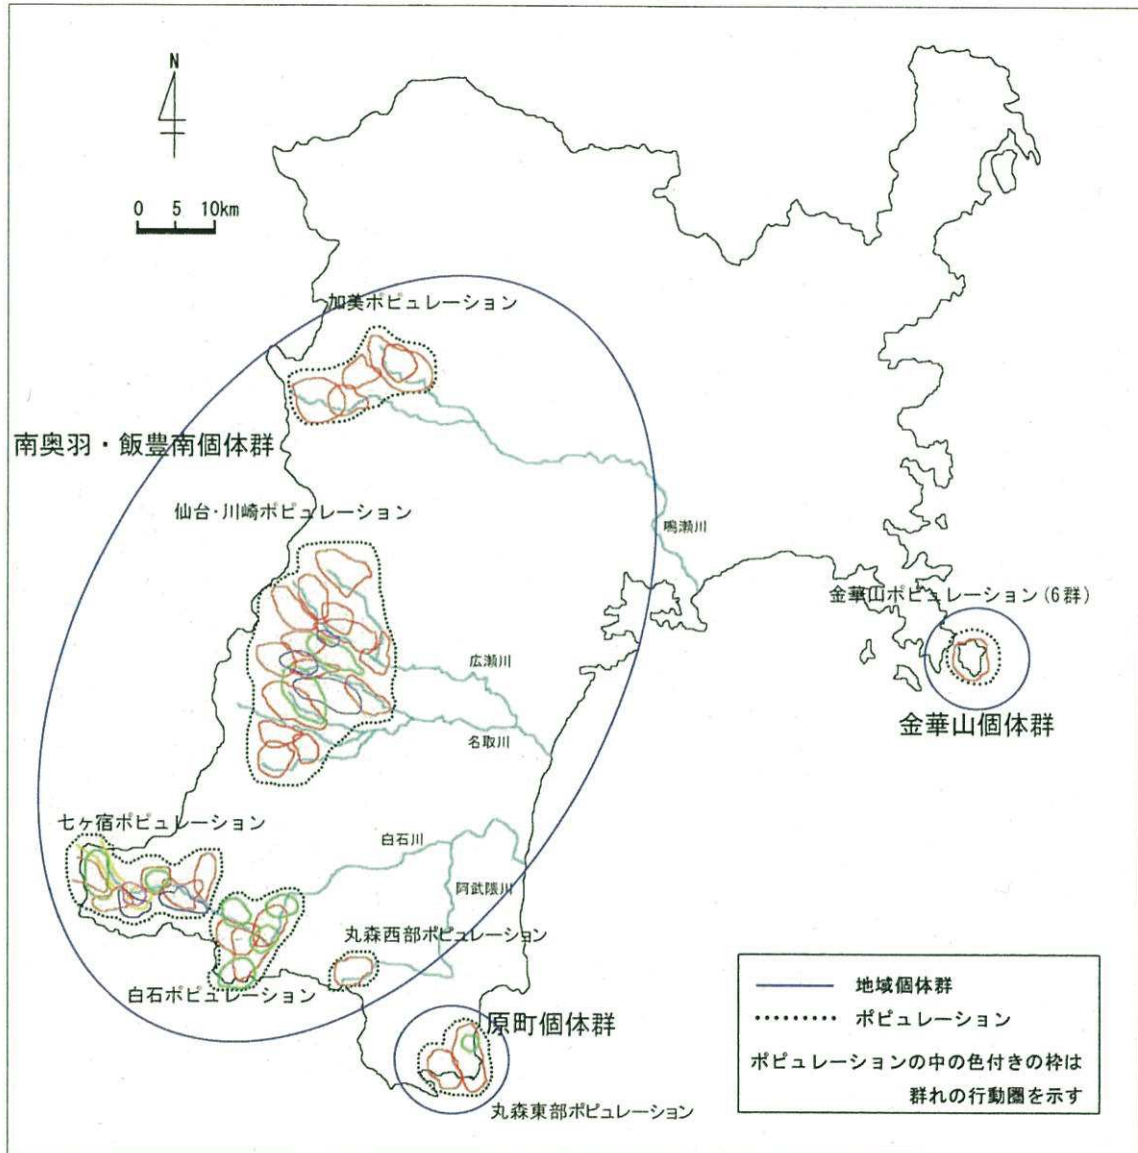 N
0 5 10km
加美ポピュレーション
南奥羽・飯豊南個体群
仙台・川崎ポピュレーション
鳴瀬川
金華山ポピュレーション(6群)
広瀬川
名取川
金華山個体群
七ヶ宿ポピュレーション
白石川
阿武隈川
丸森西部ポピュレーション
白石ポピュレーション
原町個体群
丸森東部ポピュレーション
地域個体群
ポピュレーション
ポピュレーションの中の色付きの枠は
群れの行動圏を示す